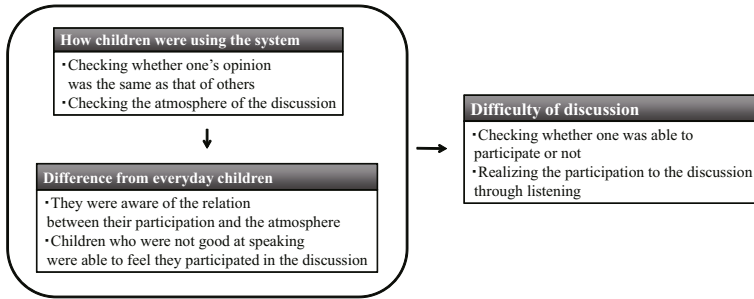 How children were using the system
・Checking whether one's opinion
was the same as that of others
・Checking the atmosphere of the discussion
Difference from everyday children
・They were aware of the relation
between their participation and the atmosphere
・Children who were not good at speaking
were able to feel they participated in the discussion
Difficulty of discussion
・Checking whether one was able to
participate or not
・Realizing the participation to the discussion
through listening